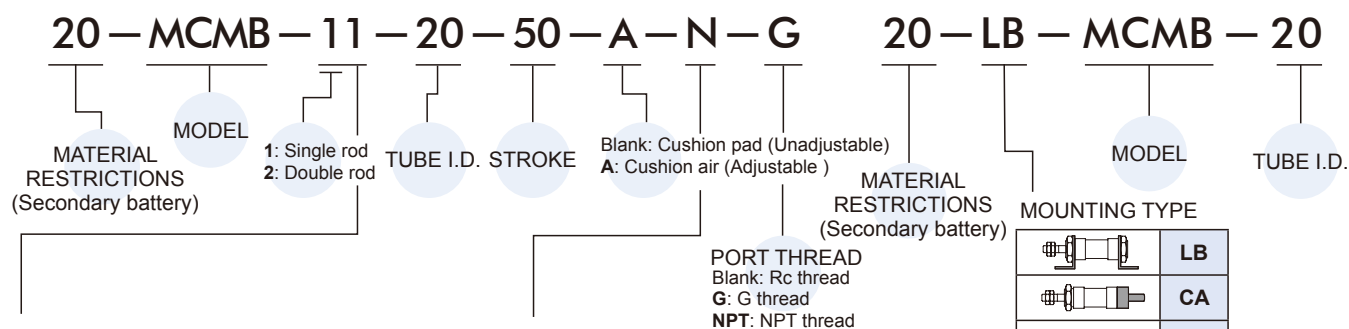 20 — MCMB — 11 — 20 — 50 — A — N — G
MATERIAL
RESTRICTIONS
(Secondary battery)
MODEL
1: Single rod
2: Double rod
TUBE I.D.
STROKE
Blank: Cushion pad (Unadjustable)
A: Cushion air (Adjustable )
PORT THREAD
Blank: Rc thread
G: G thread
NPT: NPT thread
20 — LB — MCMB — 20
MATERIAL
RESTRICTIONS
(Secondary battery)
MOUNTING TYPE
LB
CA
MODEL
TUBE I.D.